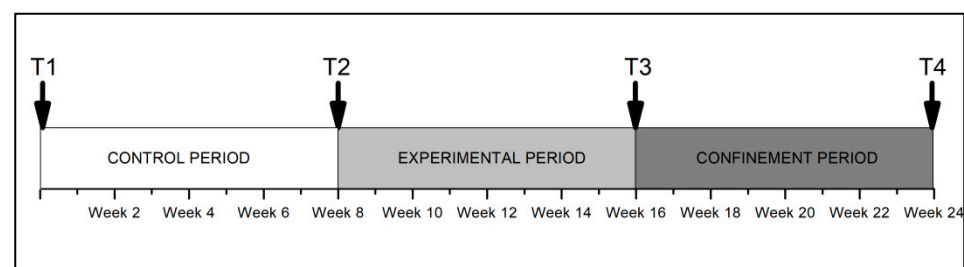 T1 T2 T3 T4
CONTROL PERIOD EXPERIMENTAL PERIOD CONFINEMENT PERIOD
Week 2 Week 4 Week 6 Week 8 Week 10 Week 12 Week 14 Week 16 Week 18 Week 20 Week 22 Week 24